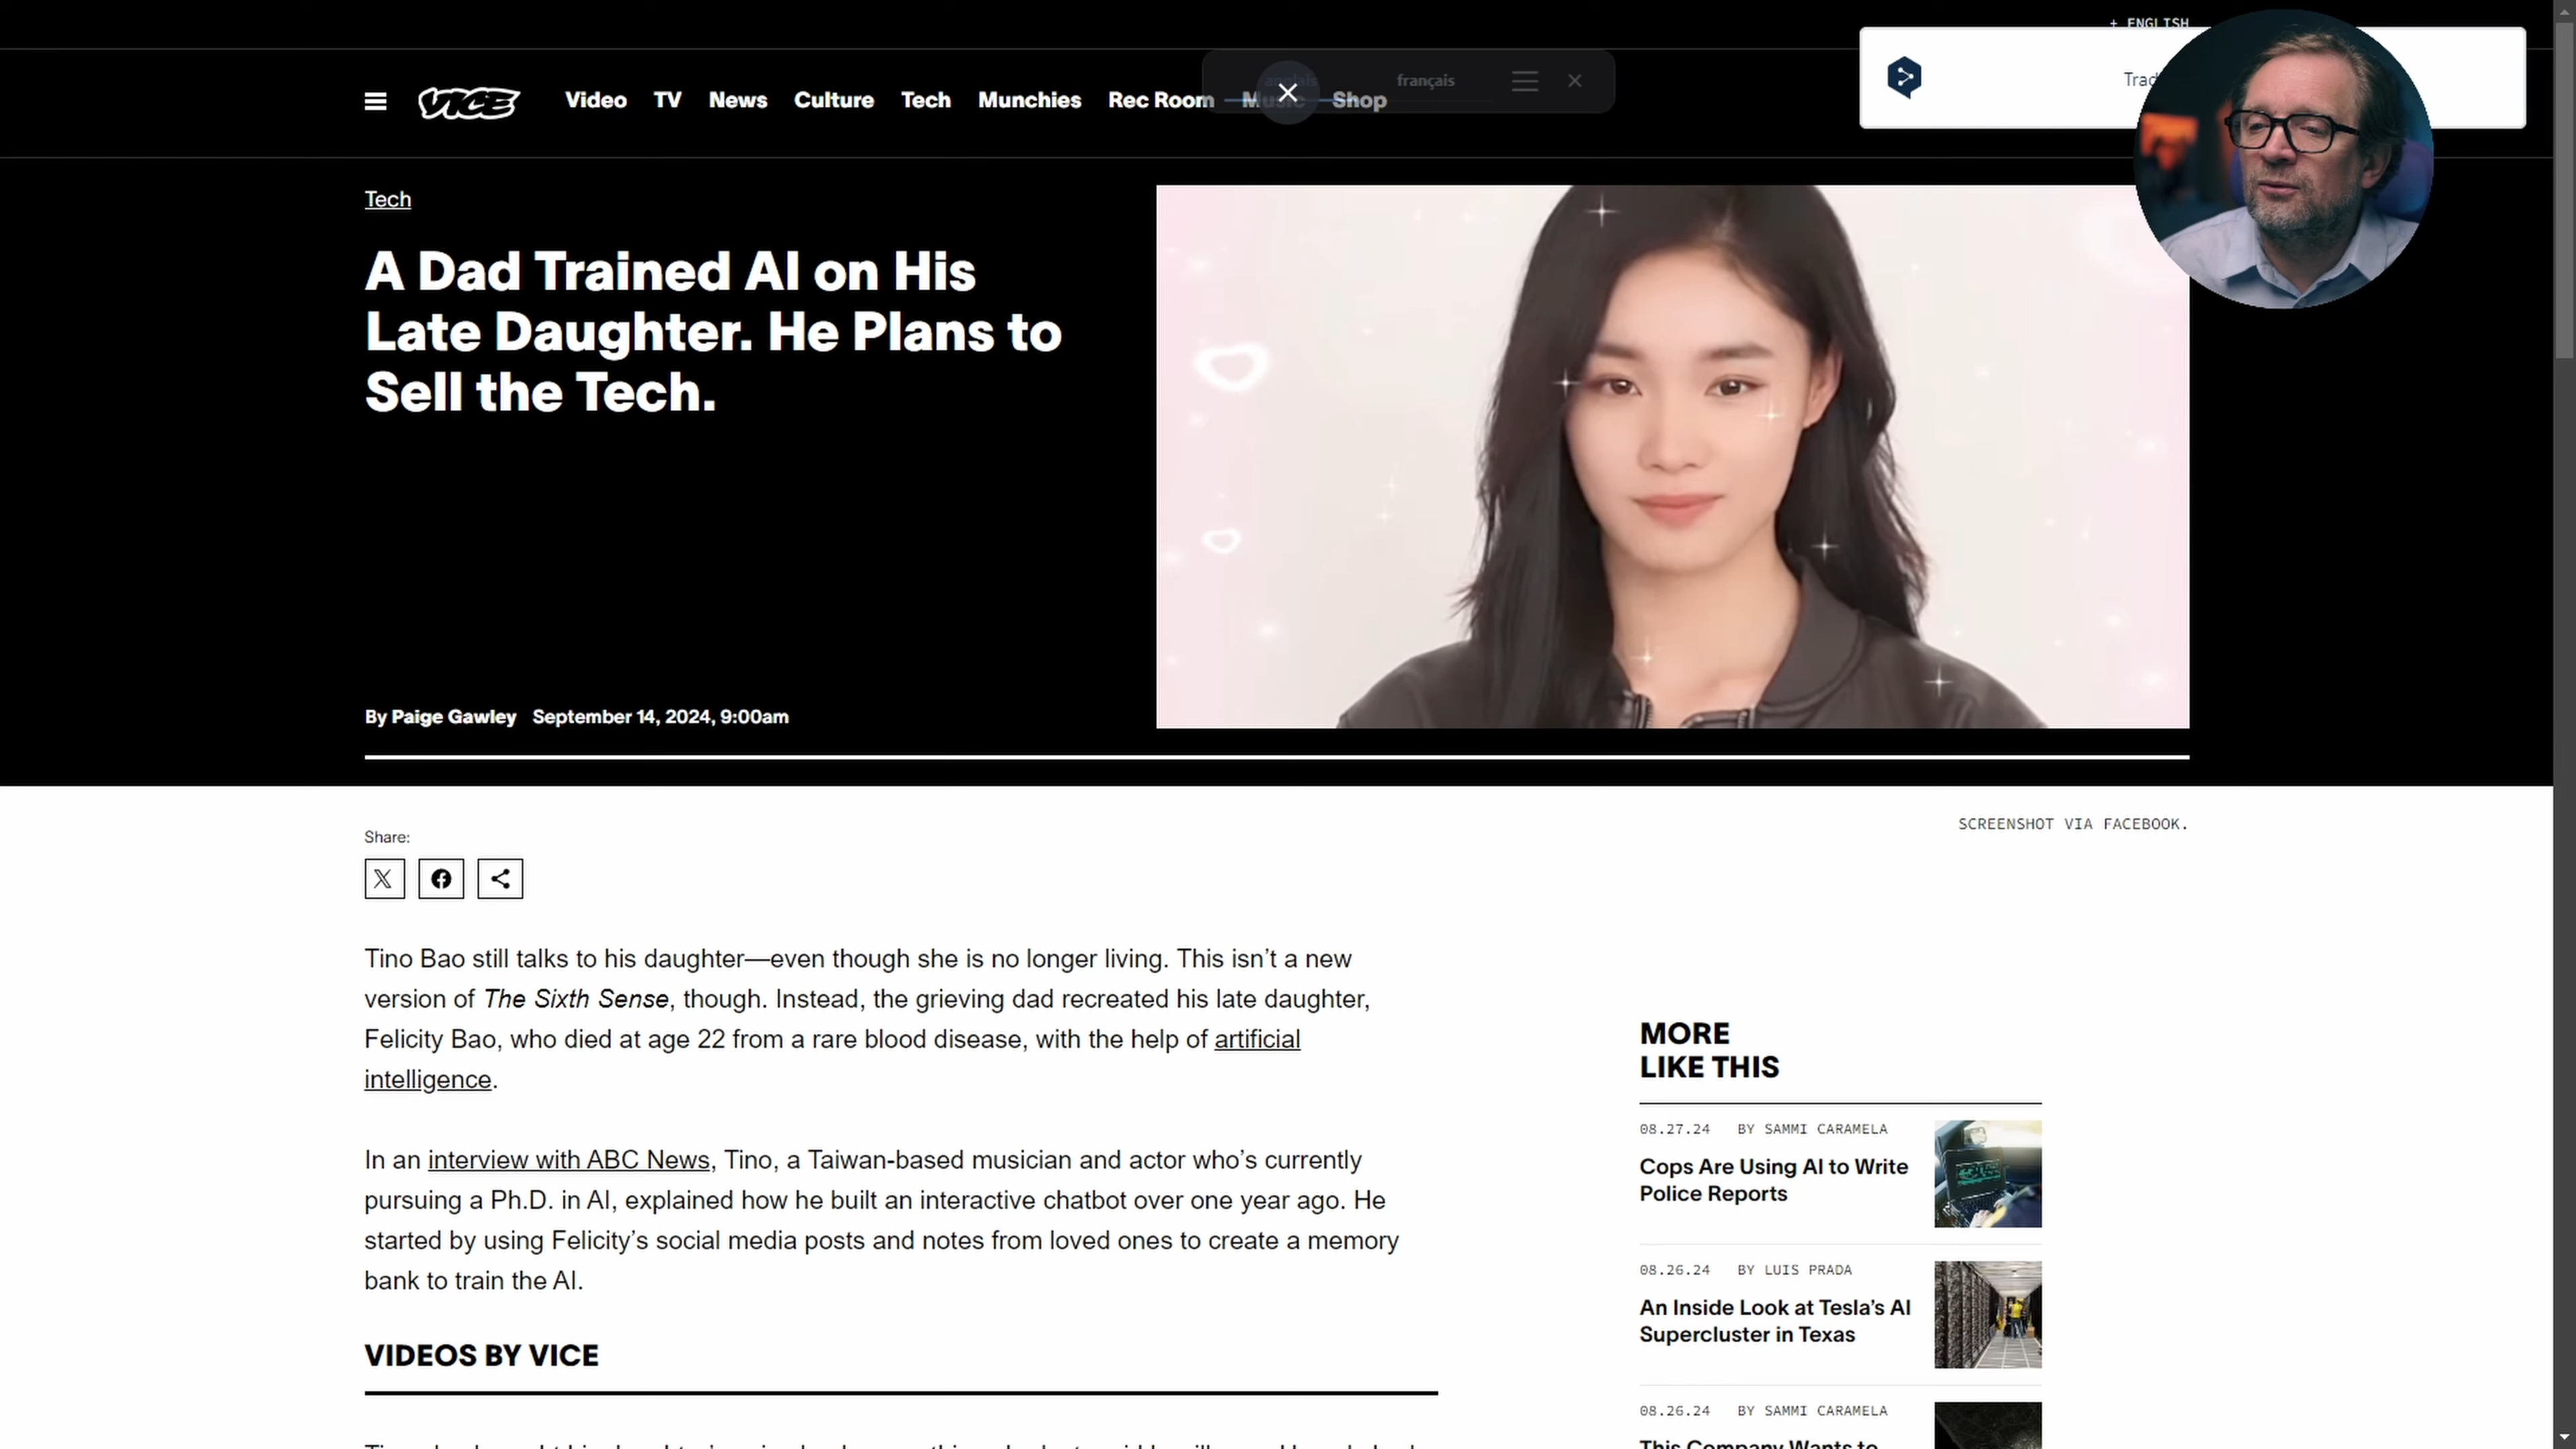 + ENGLISH
VICE
Video TV News Culture Tech Munchies Rec Room Music Shop
anglais français
Trad
Tech
A Dad Trained AI on His
Late Daughter. He Plans to
Sell the Tech.
By Paige Gawley September 14, 2024, 9:00am
SCREENSHOT VIA FACEBOOK.
Share:
Tino Bao still talks to his daughter—even though she is no longer living. This isn’t a new
version of The Sixth Sense, though. Instead, the grieving dad recreated his late daughter,
Felicity Bao, who died at age 22 from a rare blood disease, with the help of artificial
intelligence.
In an interview with ABC News, Tino, a Taiwan-based musician and actor who’s currently
pursuing a Ph.D. in AI, explained how he built an interactive chatbot over one year ago. He
started by using Felicity’s social media posts and notes from loved ones to create a memory
bank to train the AI.
VIDEOS BY VICE
MORE
LIKE THIS
08.27.24 BY SAMMI CARAMELA
Cops Are Using AI to Write
Police Reports
08.26.24 BY LUIS PRADA
An Inside Look at Tesla’s AI
Supercluster in Texas
08.26.24 BY SAMMI CARAMELA
This Company Wants to